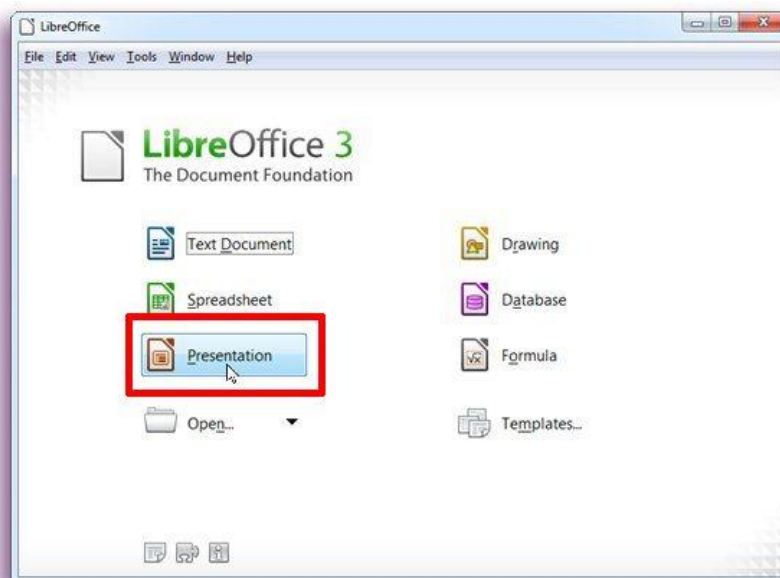 LibreOffice
File Edit View Tools Window Help
LibreOffice 3
The Document Foundation
Text Document
Drawing
Spreadsheet
Database
Presentation
Formula
Open...
Templates...